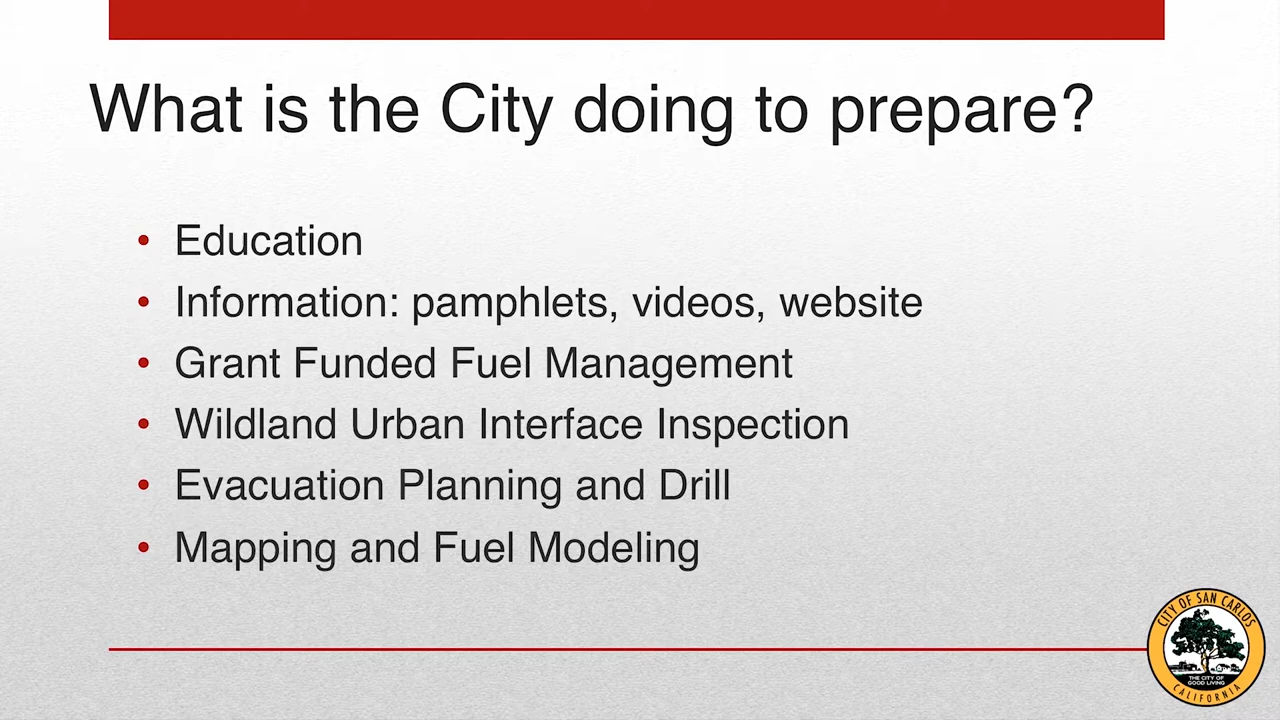 What is the City doing to prepare?
• Education
• Information: pamphlets, videos, website
• Grant Funded Fuel Management
• Wildland Urban Interface Inspection
• Evacuation Planning and Drill
• Mapping and Fuel Modeling
CITY OF SAN CARLOS
THE CITY OF
GOOD LIVING
CALIFORNIA